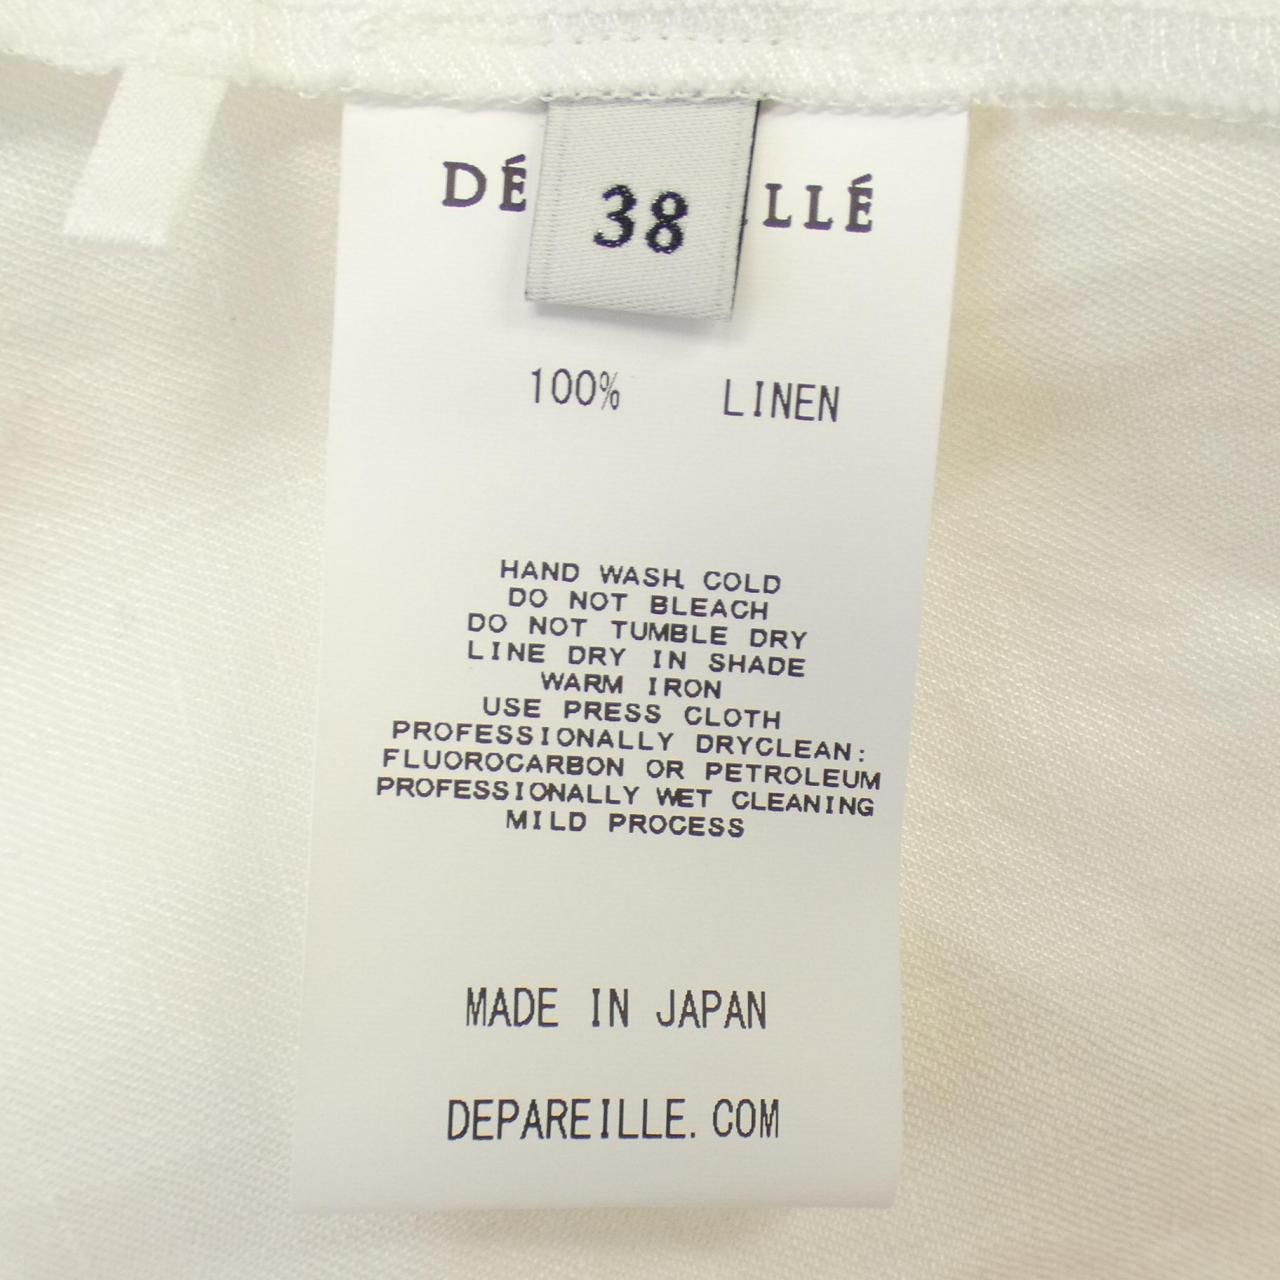 DÉ LLÉ
38
100% LINEN
HAND WASH COLD
DO NOT BLEACH
DO NOT TUMBLE DRY
LINE DRY IN SHADE
WARM IRON
USE PRESS CLOTH
PROFESSIONALLY DRYCLEAN:
FLUOROCARBON OR PETROLEUM
PROFESSIONALLY WET CLEANING
MILD PROCESS
MADE IN JAPAN
DEPAREILLE.COM